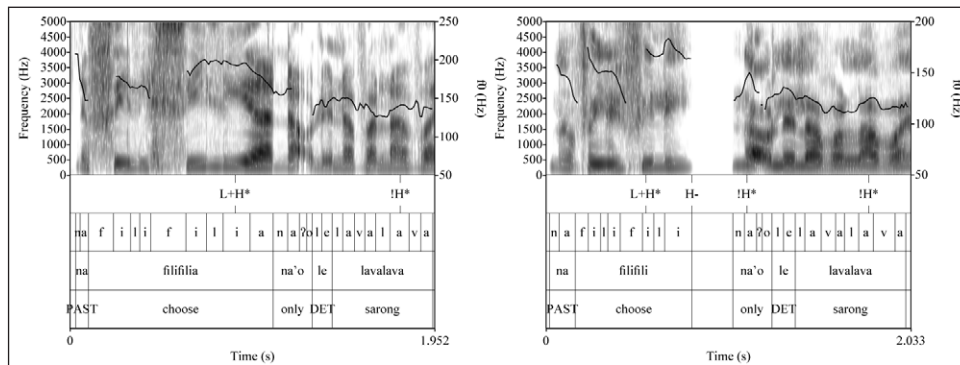 5000 4500 4000 3500 3000 2500 2000 1500 1000 500 0
Frequency (Hz)
250 200 150 100 50
f0 (Hz)
L+H* !H*
n a f i l i f i l i a n a ʔ o l e l a v a l a v a
na filifilia na'o le lavalava
PAST choose only DET sarong
0 1.952
Time (s)
5000 4500 4000 3500 3000 2500 2000 1500 1000 500 0
Frequency (Hz)
200 150 100 50
f0 (Hz)
L+H* H- !H* !H*
n a f i l i f i l i n a ʔ o l e l a v a l a v a
na filifili na'o le lavalava
PAST choose only DET sarong
0 2.033
Time (s)